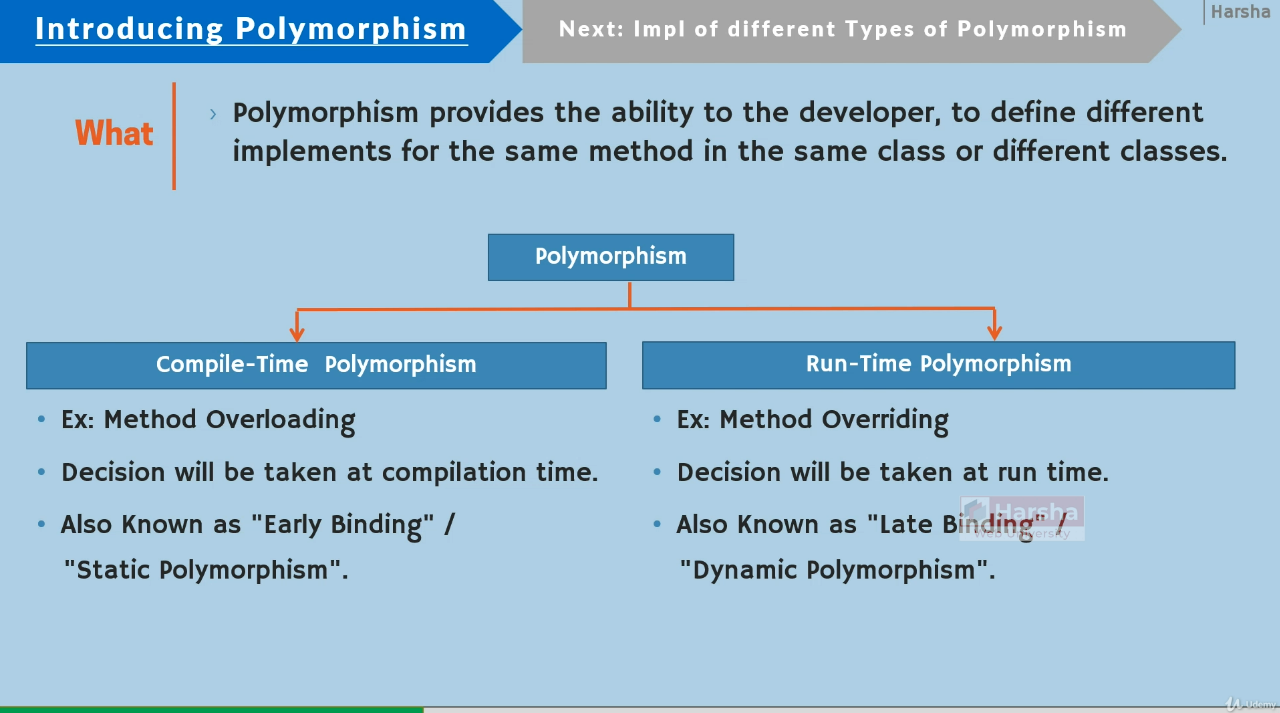 Introducing Polymorphism
Next: Impl of different Types of Polymorphism
Harsha
What
Polymorphism provides the ability to the developer, to define different
implements for the same method in the same class or different classes.
Polymorphism
Compile-Time Polymorphism
• Ex: Method Overloading
• Decision will be taken at compilation time.
• Also Known as "Early Binding" /
"Static Polymorphism".
Run-Time Polymorphism
• Ex: Method Overriding
• Decision will be taken at run time.
• Also Known as "Late Binding" /
"Dynamic Polymorphism".
Harsha
Web University
Udemy